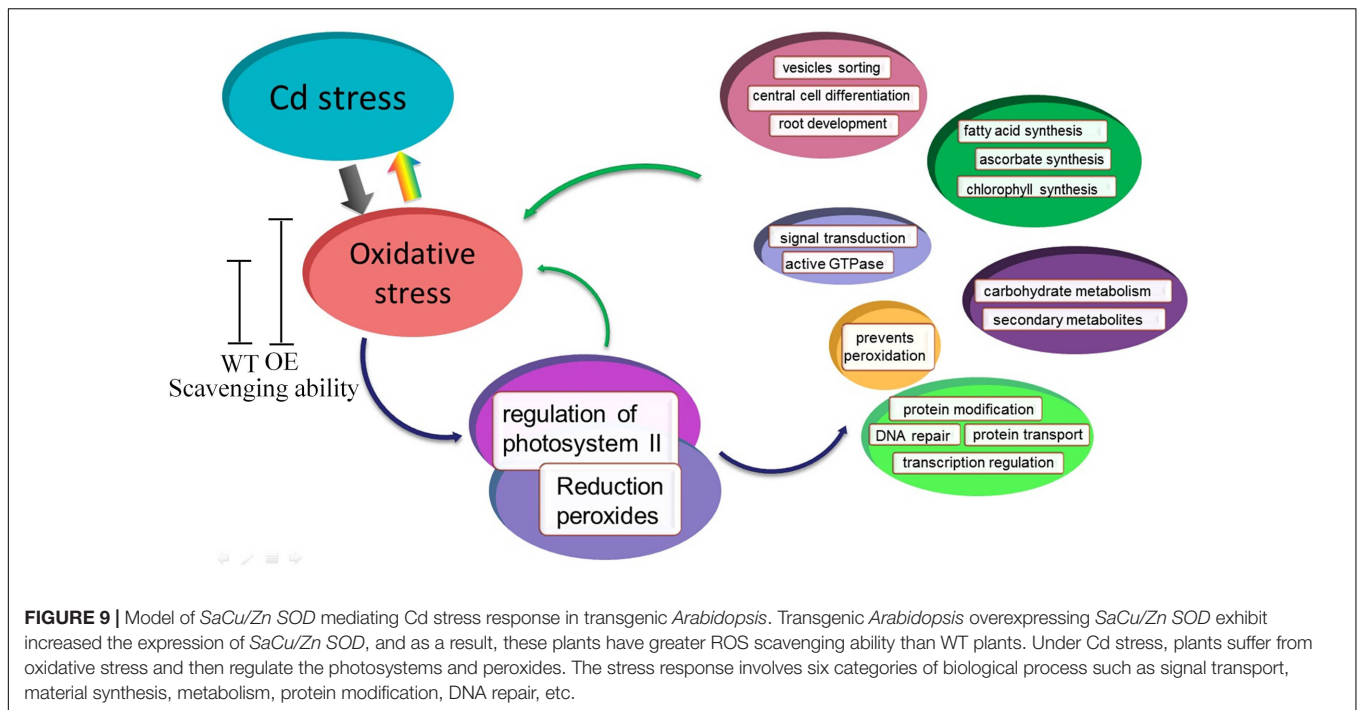 Cd stress
Oxidative
stress
WT OE
Scavenging ability
regulation of
photosystem II
Reduction
peroxides
vesicles sorting
central cell differentiation
root development
fatty acid synthesis
ascorbate synthesis
chlorophyll synthesis
signal transduction
active GTPase
carbohydrate metabolism
secondary metabolites
prevents
peroxidation
protein modification
DNA repair protein transport
transcription regulation
FIGURE 9 | Model of SaCu/Zn SOD mediating Cd stress response in transgenic Arabidopsis. Transgenic Arabidopsis overexpressing SaCu/Zn SOD exhibit
increased the expression of SaCu/Zn SOD, and as a result, these plants have greater ROS scavenging ability than WT plants. Under Cd stress, plants suffer from
oxidative stress and then regulate the photosystems and peroxides. The stress response involves six categories of biological process such as signal transport,
material synthesis, metabolism, protein modification, DNA repair, etc.